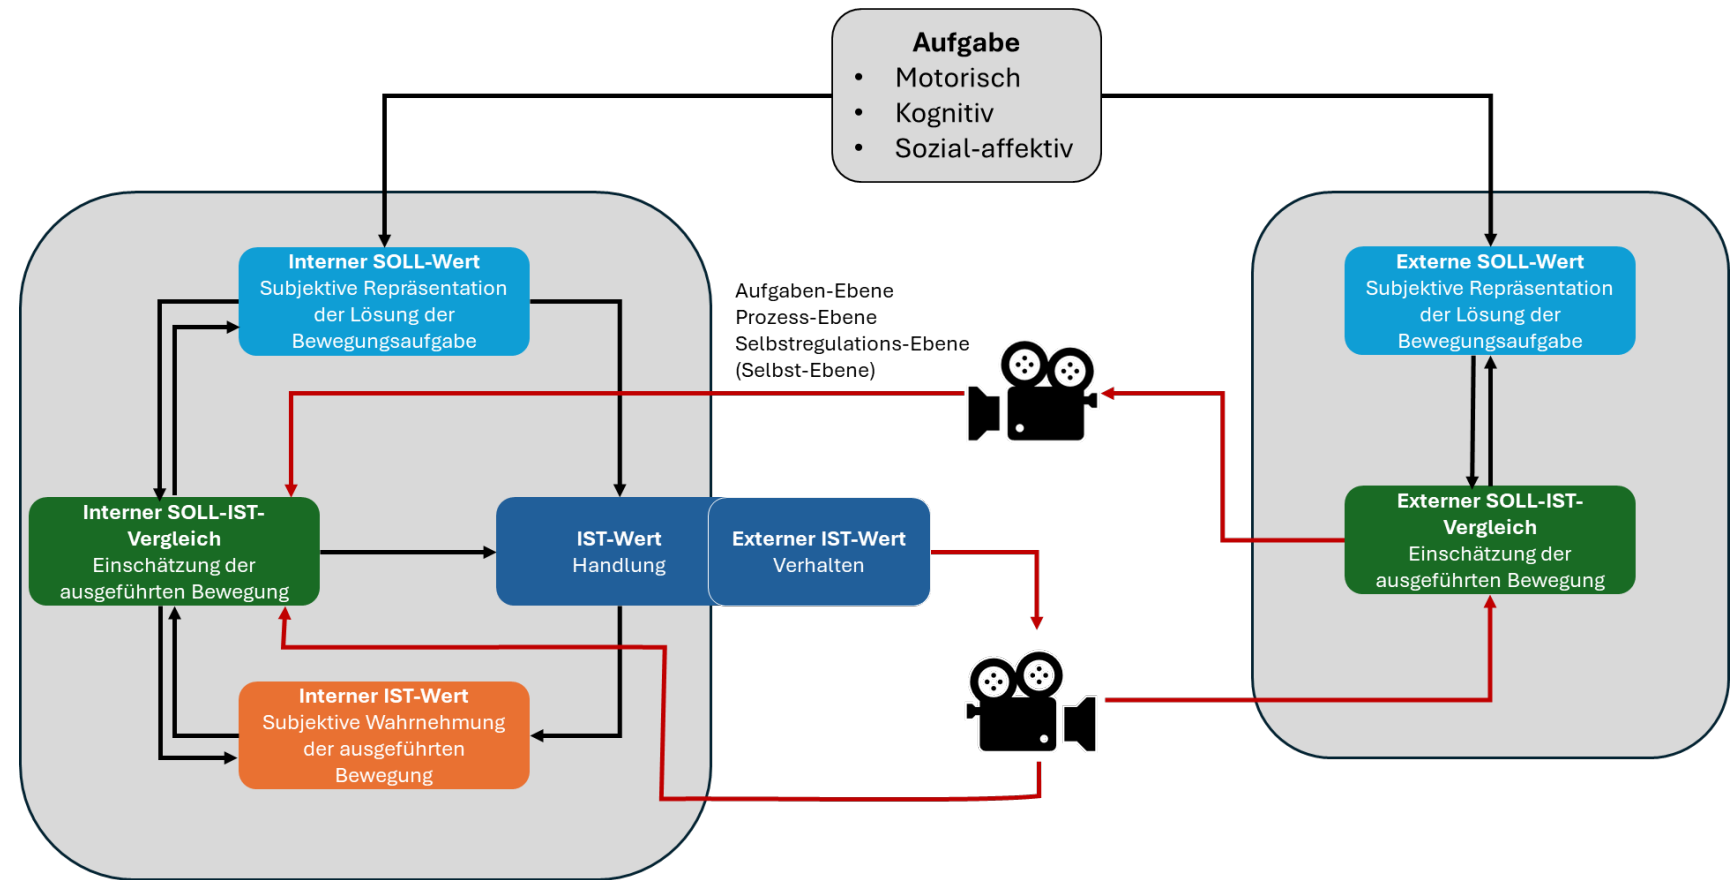 Aufgabe
• Motorisch
• Kognitiv
• Sozial-affektiv
Interner SOLL-Wert
Subjektive Repräsentation
der Lösung der
Bewegungsaufgabe
Externe SOLL-Wert
Subjektive Repräsentation
der Lösung der
Bewegungsaufgabe
Aufgaben-Ebene
Prozess-Ebene
Selbstregulations-Ebene
(Selbst-Ebene)
Interner SOLL-IST-
Vergleich
Einschätzung der
ausgeführten Bewegung
IST-Wert
Handlung
Externer IST-Wert
Verhalten
Externer SOLL-IST-
Vergleich
Einschätzung der
ausgeführten Bewegung
Interner IST-Wert
Subjektive Wahrnehmung
der ausgeführten
Bewegung